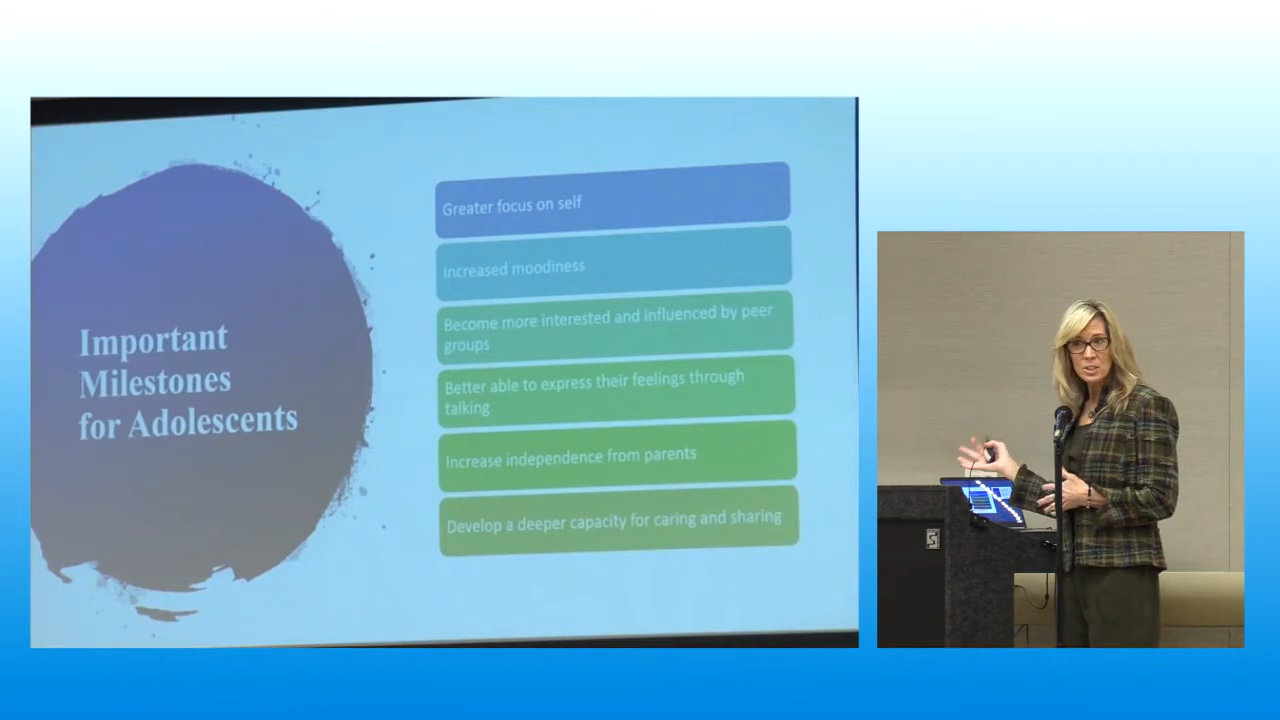 Important
Milestones
for Adolescents
Greater focus on self
Increased moodiness
Become more interested and influenced by peer
groups
Better able to express their feelings through
talking
Increase independence from parents
Develop a deeper capacity for caring and sharing